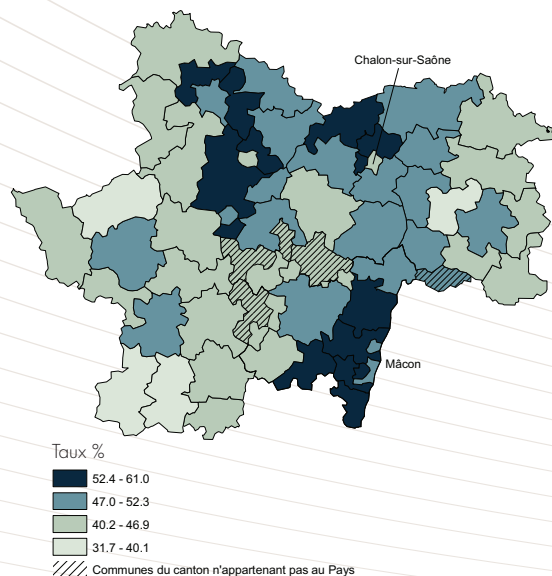 Chalon-sur-Saône
Mâcon
Taux %
52.4 - 61.0
47.0 - 52.3
40.2 - 46.9
31.7 - 40.1
Communes du canton n'appartenant pas au Pays